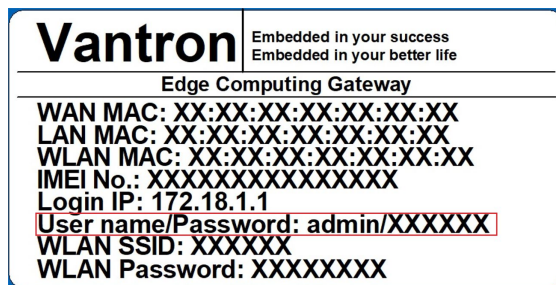 Vantron
Embedded in your success
Embedded in your better life
Edge Computing Gateway
WAN MAC: XX:XX:XX:XX:XX:XX:XX
LAN MAC: XX:XX:XX:XX:XX:XX:XX
WLAN MAC: XX:XX:XX:XX:XX:XX:XX
IMEI No.: XXXXXXXXXXXXXXX
Login IP: 172.18.1.1
User name/Password: admin/XXXXXX
WLAN SSID: XXXXXX
WLAN Password: XXXXXXXX